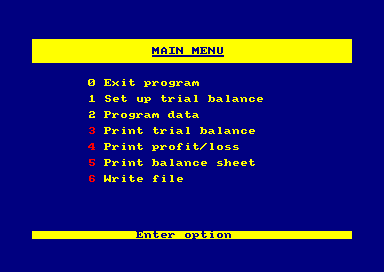 MAIN MENU
0 Exit program
1 Set up trial balance
2 Program data
3 Print trial balance
4 Print profit/loss
5 Print balance sheet
6 Write file
Enter option